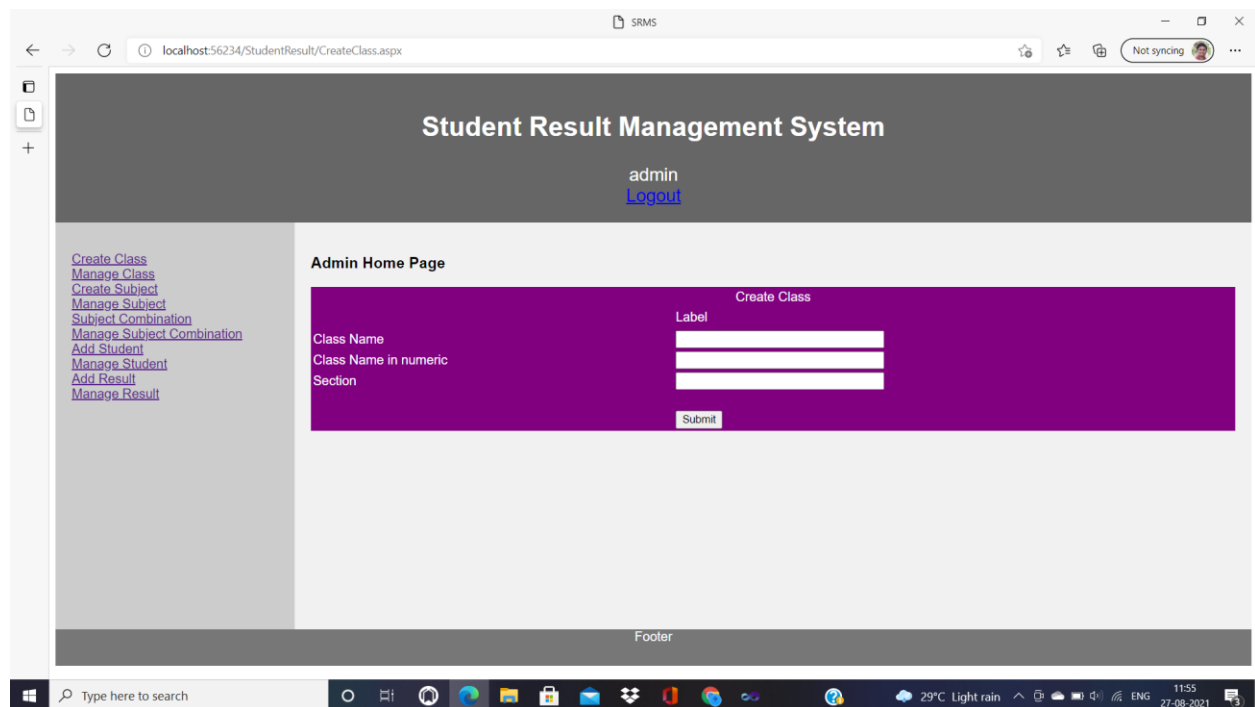 SRMS
localhost:56234/StudentResult/CreateClass.aspx
Not syncing
Student Result Management System
admin
Logout
Create Class
Manage Class
Create Subject
Manage Subject
Subject Combination
Manage Subject Combination
Add Student
Manage Student
Add Result
Manage Result
Admin Home Page
Create Class
Label
Class Name
Class Name in numeric
Section
Submit
Footer
Type here to search
29°C Light rain
ENG
11:55
27-08-2021
3